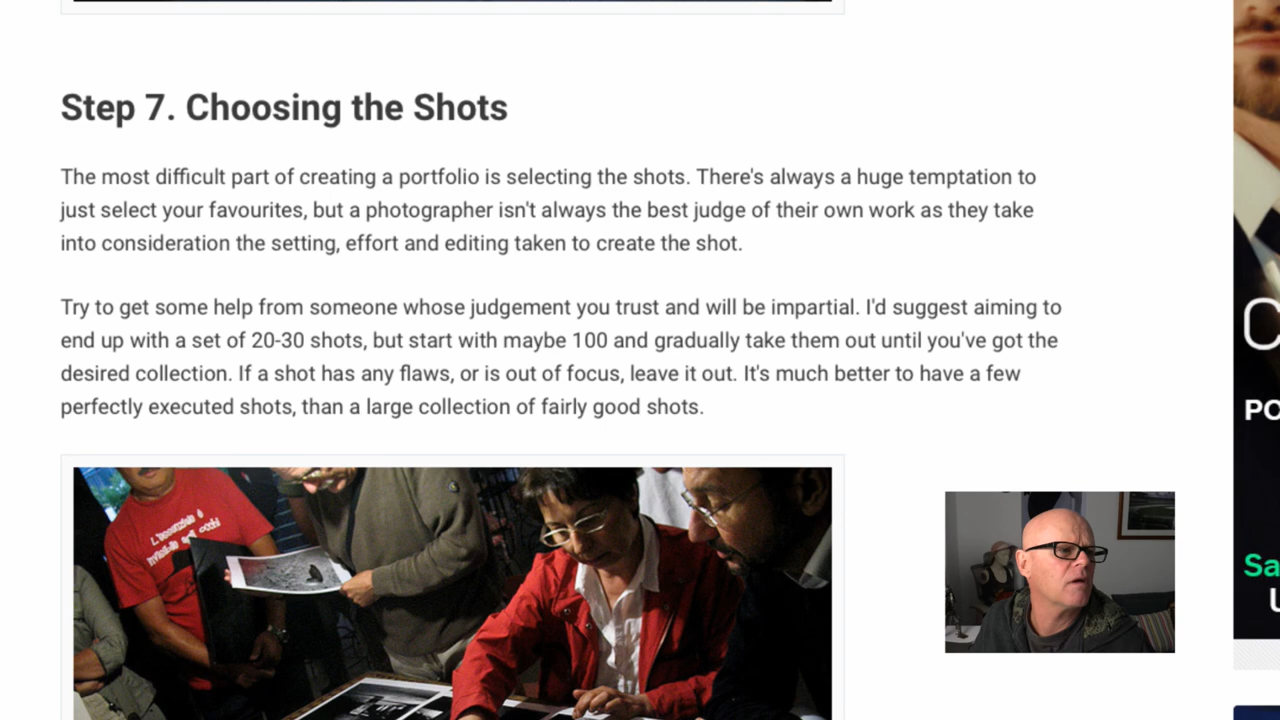 Step 7. Choosing the Shots
The most difficult part of creating a portfolio is selecting the shots. There's always a huge temptation to
just select your favourites, but a photographer isn't always the best judge of their own work as they take
into consideration the setting, effort and editing taken to create the shot.
Try to get some help from someone whose judgement you trust and will be impartial. I'd suggest aiming to
end up with a set of 20-30 shots, but start with maybe 100 and gradually take them out until you've got the
desired collection. If a shot has any flaws, or is out of focus, leave it out. It's much better to have a few
perfectly executed shots, than a large collection of fairly good shots.
C
PO
Sa